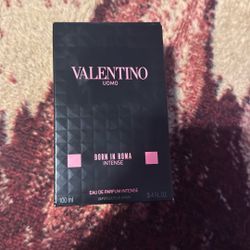 VALENTINO
UOMO
BORN IN ROMA
INTENSE
EAU DE PARFUM INTENSE
100 ml
3.4 FL.OZ.